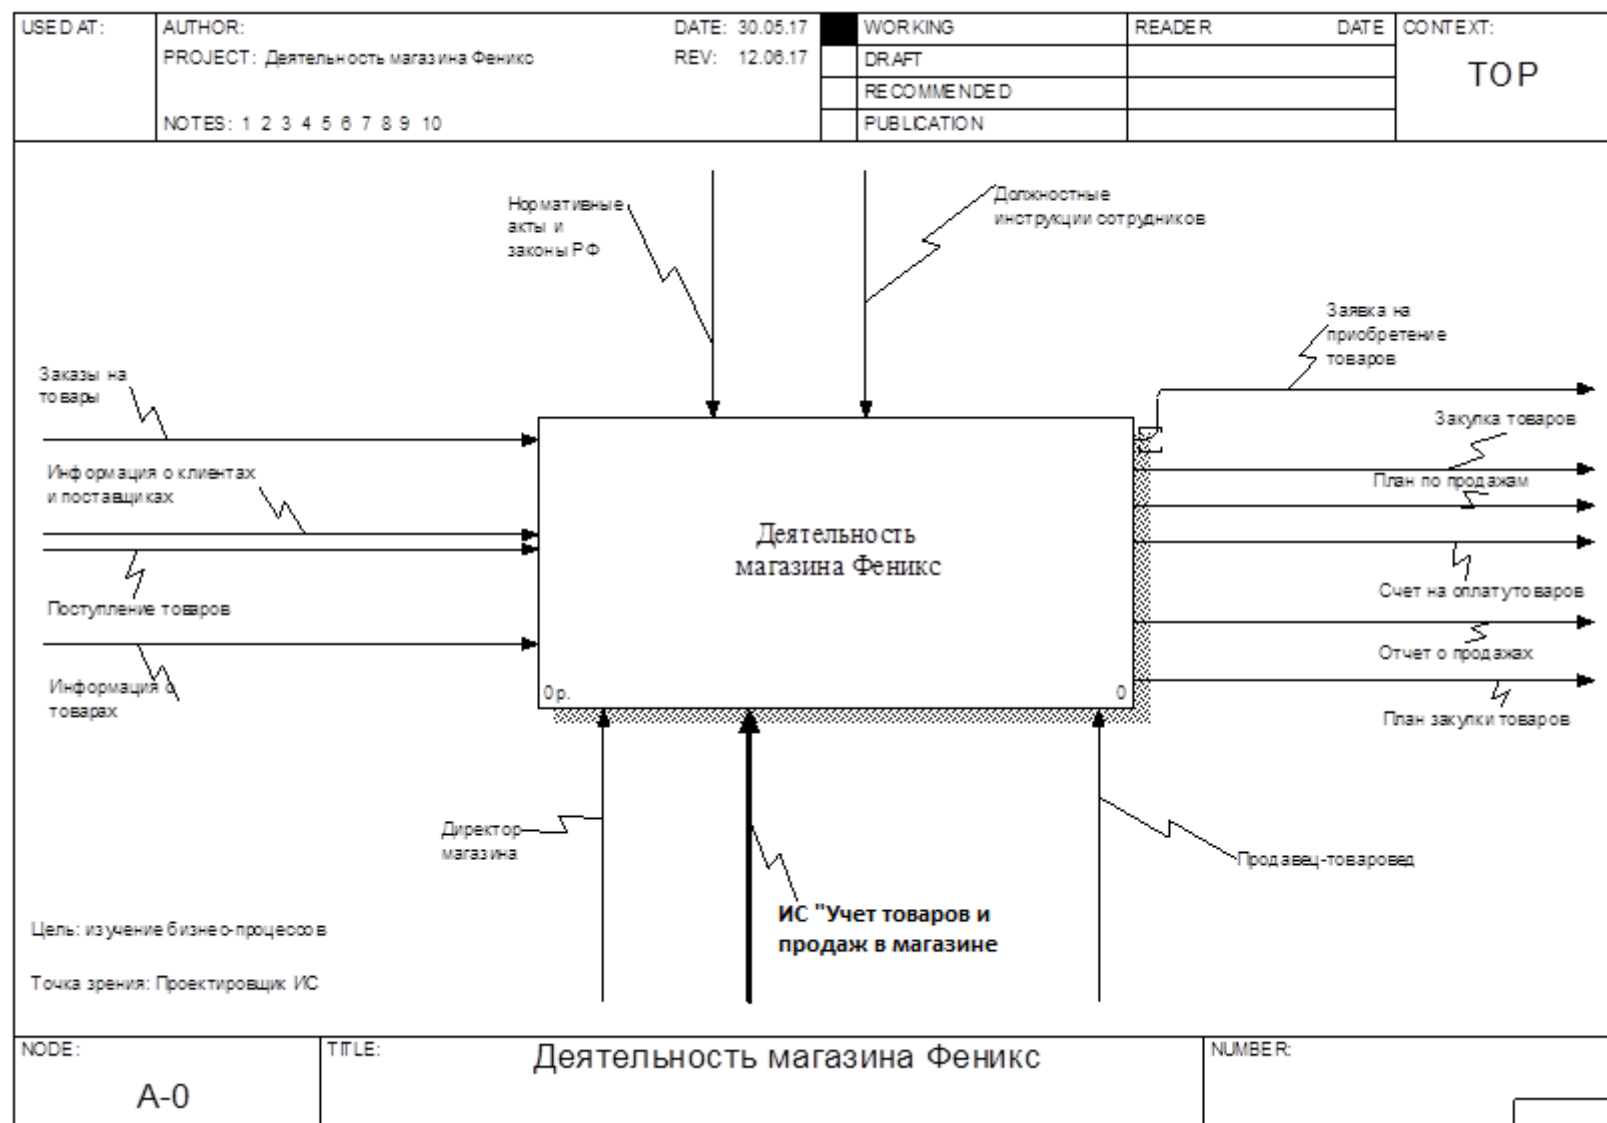 USED AT:
AUTHOR:
DATE: 30.05.17
PROJECT: Деятельность магазина Феникс
REV: 12.06.17
NOTES: 1 2 3 4 5 6 7 8 9 10
WORKING
DRAFT
RECOMMENDED
PUBLICATION
READER
DATE
CONTEXT:
TOP
Нормативные
акты и
законы РФ
Должностные
инструкции сотрудников
Заявка на
приобретение
товаров
Заказы на
товары
Закупка товаров
Информация о клиентах
и поставщиках
План по продажам
Деятельность
магазина Феникс
Счет на оплату товаров
Поступление товаров
Отчет о продажах
Информация о
товарах
0р.
0
План закупки товаров
Директор
магазина
Продавец-товаровед
ИС "Учет товаров и
продаж в магазине
Цель: изучение бизнес-процессов
Точка зрения: Проектировщик ИС
NODE:
A-0
TITLE:
Деятельность магазина Феникс
NUMBER: